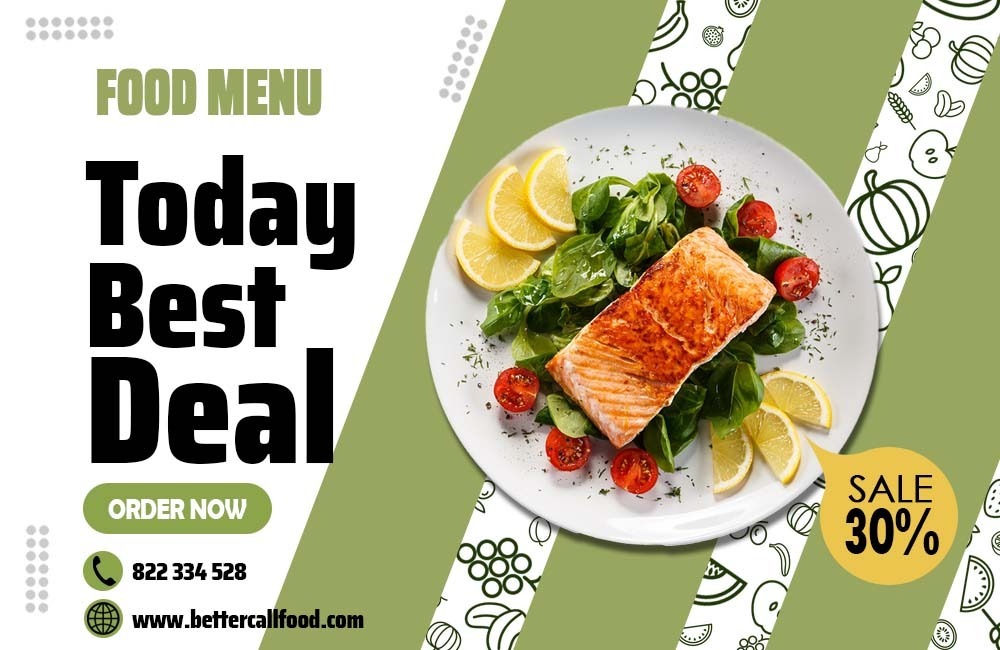 FOOD MENU
Today
Best
Deal
ORDER NOW
822 334 528
www.bettercallfood.com
SALE
30%